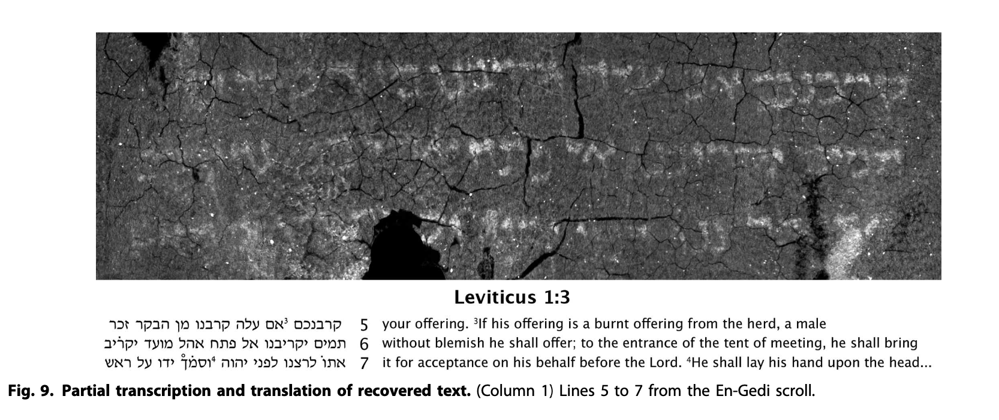 Leviticus 1:3
קרבנכם ³אם עלה קרבנו מן הבקר זכר 5 your offering. ³If his offering is a burnt offering from the herd, a male
תמים יקריבנו אל פתח אהל מועד יקרׄיב 6 without blemish he shall offer; to the entrance of the tent of meeting, he shall bring
אתׄו לרצנו לפני יהוה ⁴וסמׄך֯ ידו על ראש 7 it for acceptance on his behalf before the Lord. ⁴He shall lay his hand upon the head...
Fig. 9. Partial transcription and translation of recovered text. (Column 1) Lines 5 to 7 from the En-Gedi scroll.